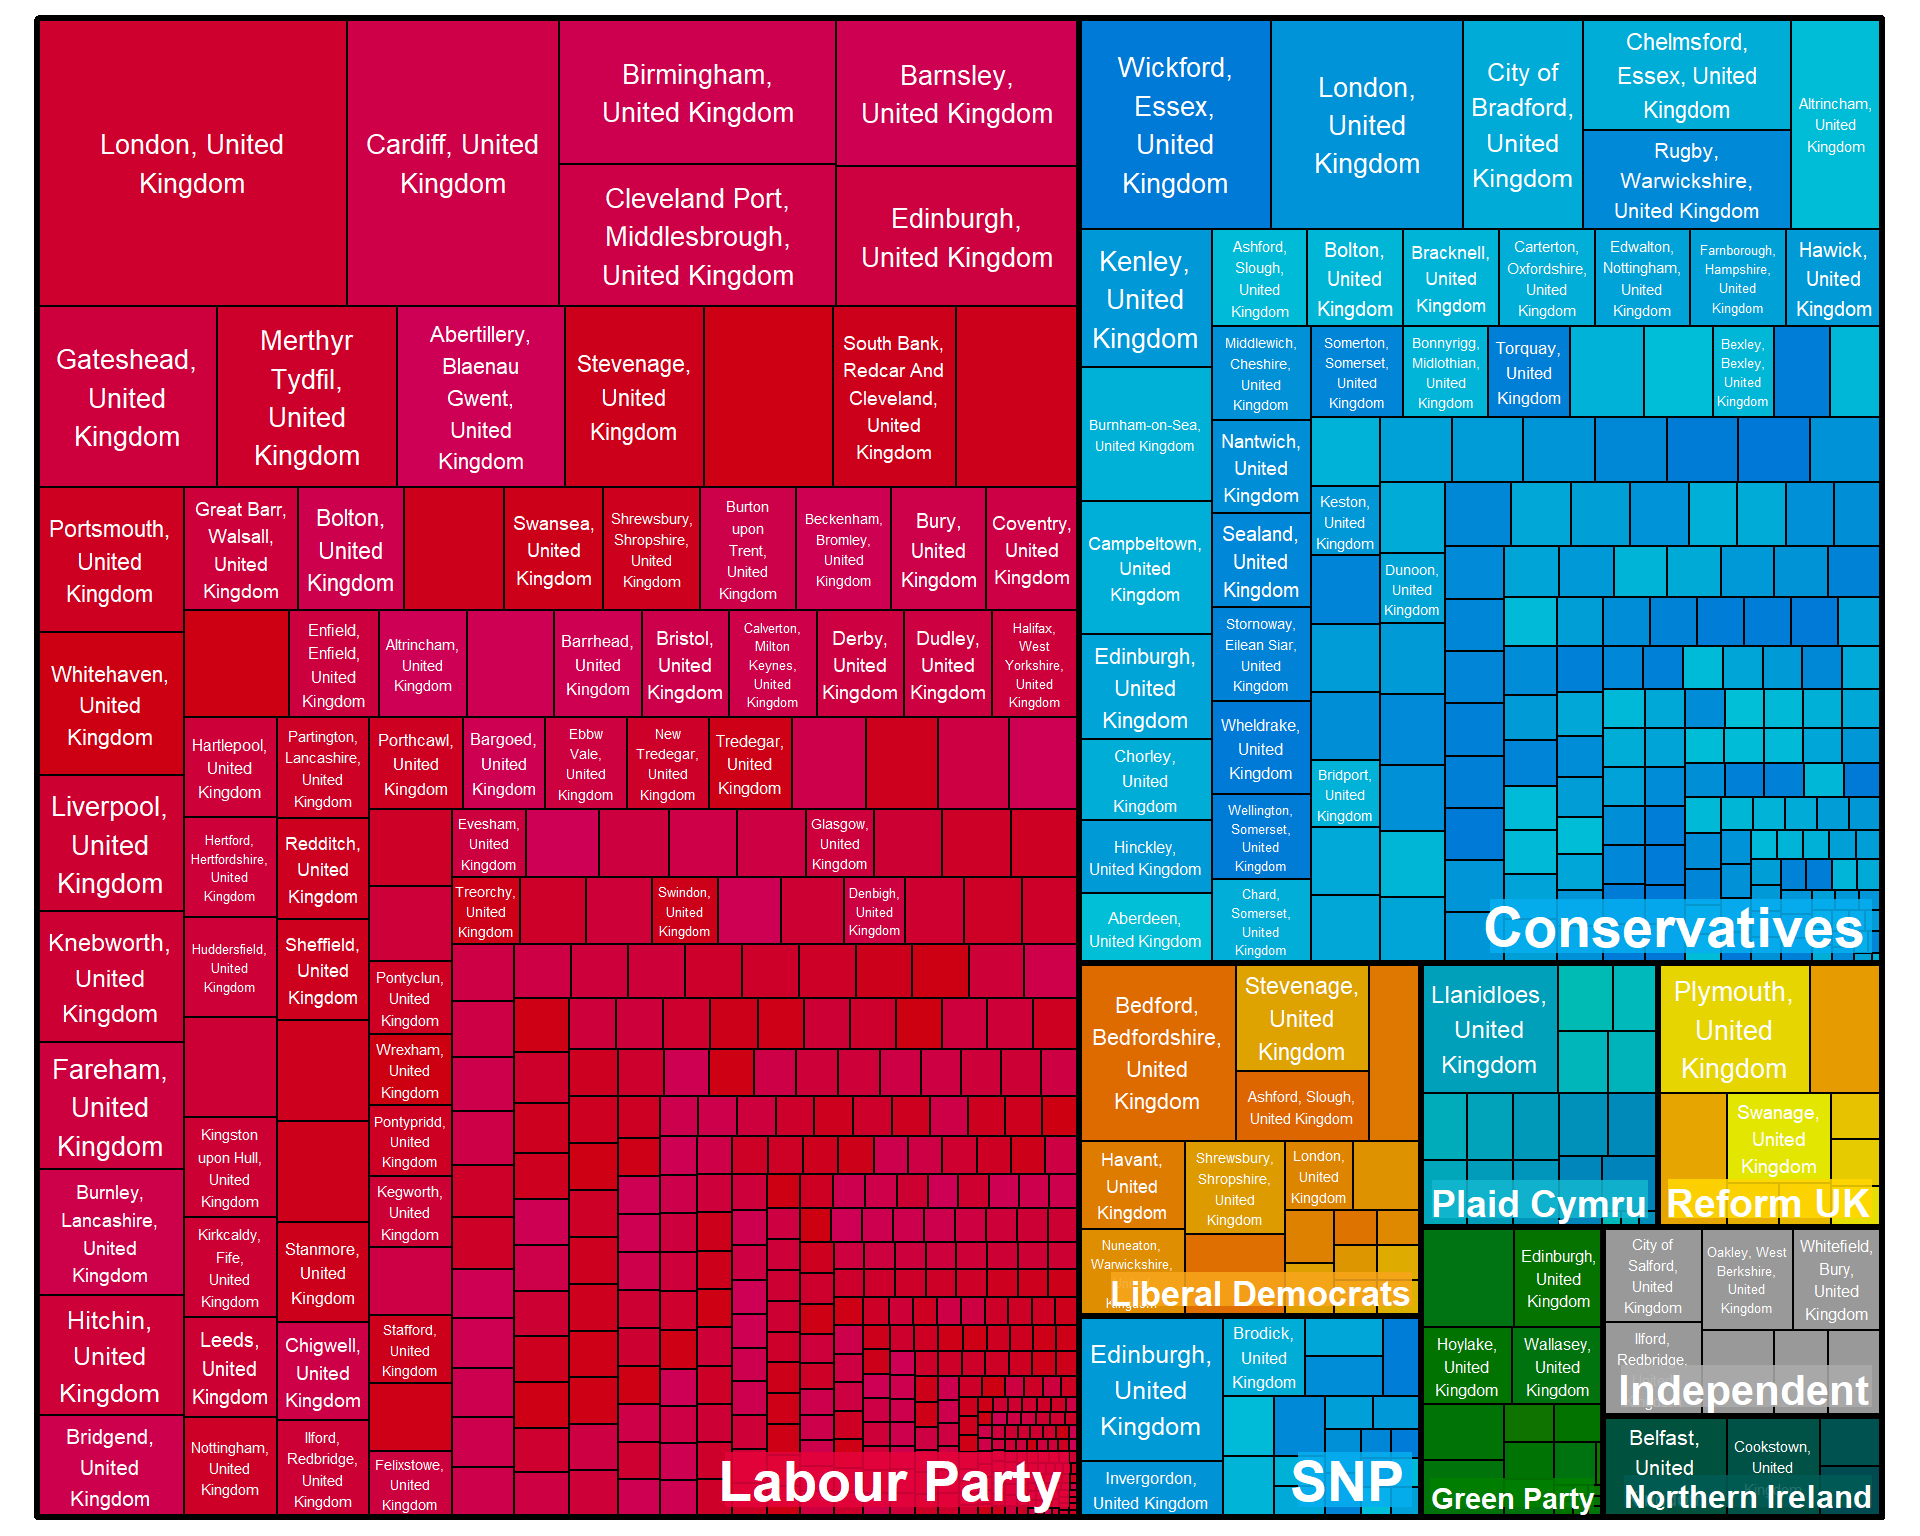 London, United
Kingdom
Cardiff, United
Kingdom
Birmingham,
United Kingdom
Barnsley,
United Kingdom
Cleveland Port,
Middlesbrough,
United Kingdom
Edinburgh,
United Kingdom
Gateshead,
United
Kingdom
Merthyr
Tydfil,
United
Kingdom
Abertillery,
Blaenau
Gwent,
United
Kingdom
Stevenage,
United
Kingdom
South Bank,
Redcar And
Cleveland,
United
Kingdom
Portsmouth,
United
Kingdom
Great Barr,
Walsall,
United
Kingdom
Bolton,
United
Kingdom
Swansea,
United
Kingdom
Shrewsbury,
Shropshire,
United
Kingdom
Burton
upon
Trent,
United
Kingdom
Beckenham,
Bromley,
United
Kingdom
Bury,
United
Kingdom
Coventry,
United
Kingdom
Whitehaven,
United
Kingdom
Enfield,
Enfield,
United
Kingdom
Altrincham,
United
Kingdom
Barrhead,
United
Kingdom
Bristol,
United
Kingdom
Calverton,
Milton
Keynes,
United
Kingdom
Derby,
United
Kingdom
Dudley,
United
Kingdom
Halifax,
West
Yorkshire,
United
Kingdom
Hartlepool,
United
Kingdom
Partington,
Lancashire,
United
Kingdom
Porthcawl,
United
Kingdom
Bargoed,
United
Kingdom
Ebbw
Vale,
United
Kingdom
New
Tredegar,
United
Kingdom
Tredegar,
United
Kingdom
Liverpool,
United
Kingdom
Hertford,
Hertfordshire,
United
Kingdom
Redditch,
United
Kingdom
Evesham,
United
Kingdom
Glasgow,
United
Kingdom
Treorchy,
United
Kingdom
Swindon,
United
Kingdom
Denbigh,
United
Kingdom
Knebworth,
United
Kingdom
Huddersfield,
United
Kingdom
Sheffield,
United
Kingdom
Pontyclun,
United
Kingdom
Wrexham,
United
Kingdom
Fareham,
United
Kingdom
Kingston
upon Hull,
United
Kingdom
Pontypridd,
United
Kingdom
Kegworth,
United
Kingdom
Burnley,
Lancashire,
United
Kingdom
Kirkcaldy,
Fife,
United
Kingdom
Stanmore,
United
Kingdom
Hitchin,
United
Kingdom
Leeds,
United
Kingdom
Chigwell,
United
Kingdom
Stafford,
United
Kingdom
Bridgend,
United
Kingdom
Nottingham,
United
Kingdom
Ilford,
Redbridge,
United
Kingdom
Felixstowe,
United
Kingdom
Labour Party
Wickford,
Essex,
United
Kingdom
London,
United
Kingdom
City of
Bradford,
United
Kingdom
Chelmsford,
Essex, United
Kingdom
Rugby,
Warwickshire,
United Kingdom
Altrincham,
United
Kingdom
Kenley,
United
Kingdom
Ashford,
Slough,
United
Kingdom
Bolton,
United
Kingdom
Bracknell,
United
Kingdom
Carterton,
Oxfordshire,
United
Kingdom
Edwalton,
Nottingham,
United
Kingdom
Farnborough,
Hampshire,
United
Kingdom
Hawick,
United
Kingdom
Middlewich,
Cheshire,
United
Kingdom
Somerton,
Somerset,
United
Kingdom
Bonnyrigg,
Midlothian,
United
Kingdom
Torquay,
United
Kingdom
Bexley,
Bexley,
United
Kingdom
Burnham-on-Sea,
United Kingdom
Nantwich,
United
Kingdom
Keston,
United
Kingdom
Campbeltown,
United
Kingdom
Sealand,
United
Kingdom
Dunoon,
United
Kingdom
Stornoway,
Eilean Siar,
United
Kingdom
Edinburgh,
United
Kingdom
Wheldrake,
United
Kingdom
Chorley,
United
Kingdom
Bridport,
United
Kingdom
Wellington,
Somerset,
United
Kingdom
Hinckley,
United Kingdom
Chard,
Somerset,
United
Kingdom
Aberdeen,
United Kingdom
Conservatives
Bedford,
Bedfordshire,
United
Kingdom
Stevenage,
United
Kingdom
Ashford, Slough,
United Kingdom
Havant,
United
Kingdom
Shrewsbury,
Shropshire,
United
Kingdom
London,
United
Kingdom
Nuneaton,
Warwickshire,
Liberal Democrats
Llanidloes,
United
Kingdom
Plaid Cymru
Plymouth,
United
Kingdom
Swanage,
United
Kingdom
Reform UK
Edinburgh,
United
Kingdom
Brodick,
United
Kingdom
Invergordon,
United Kingdom
SNP
Edinburgh,
United
Kingdom
Hoylake,
United
Kingdom
Wallasey,
United
Kingdom
Green Party
City of
Salford,
United
Kingdom
Oakley, West
Berkshire,
United
Kingdom
Whitefield,
Bury,
United
Kingdom
Ilford,
Redbridge,
Independent
Belfast,
United
Cookstown,
United
Northern Ireland